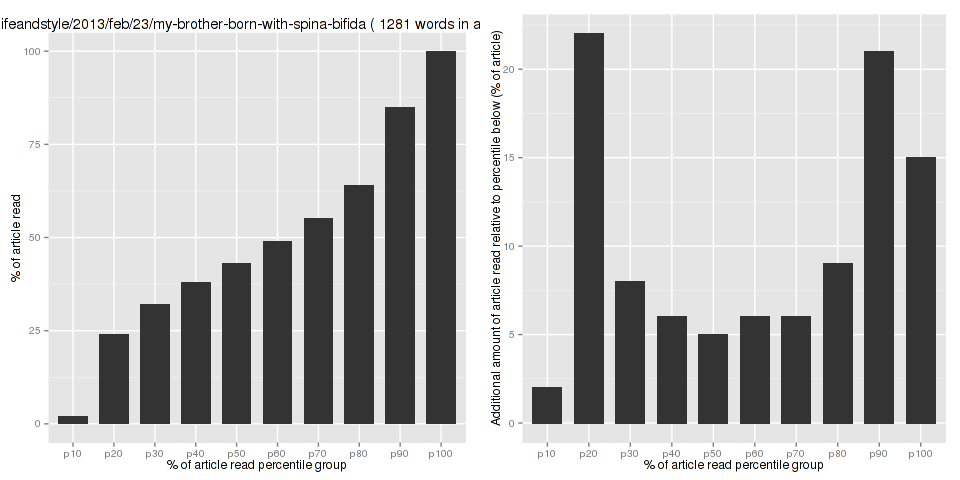 ifeandstyle/2013/feb/23/my-brother-born-with-spina-bifida ( 1281 words in a
% of article read
100
75
50
25
0
p10 p20 p30 p40 p50 p60 p70 p80 p90 p100
% of article read percentile group
Additional amount of article read relative to percentile below (% of article)
20
15
10
5
0
p10 p20 p30 p40 p50 p60 p70 p80 p90 p100
% of article read percentile group